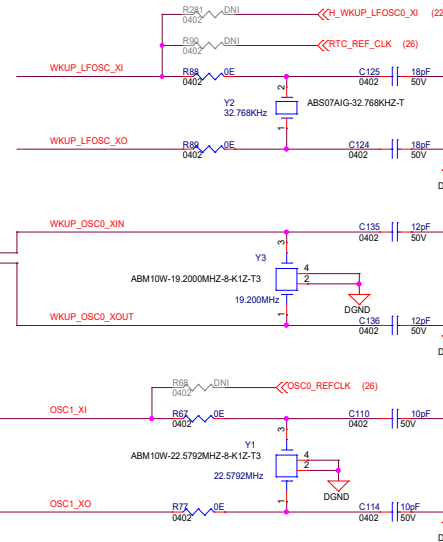 R281 DNI
0402
H_WKUP_LFOSC0_XI (22
R90 DNI
0402
RTC_REF_CLK (26)
WKUP_LFOSC_XI
R88 0E
0402
C125 18pF
0402 50V
2
Y2
32.768KHz
ABS07AIG-32.768KHZ-T
1
WKUP_LFOSC_XO
R89 0E
0402
C124 18pF
0402 50V
D
WKUP_OSC0_XIN
C135 12pF
0402 50V
3
Y3
ABM10W-19.2000MHZ-8-K1Z-T3
4
2
19.200MHz
1
DGND
WKUP_OSC0_XOUT
C136 12pF
0402 50V
D
R68 DNI
0402
OSC0_REFCLK (26)
OSC1_XI
R67 0E
0402
C110 10pF
0402 50V
3
Y1
ABM10W-22.5792MHZ-8-K1Z-T3
4
2
22.5792MHz
1
DGND
OSC1_XO
R77 0E
0402
C114 10pF
0402 50V
D